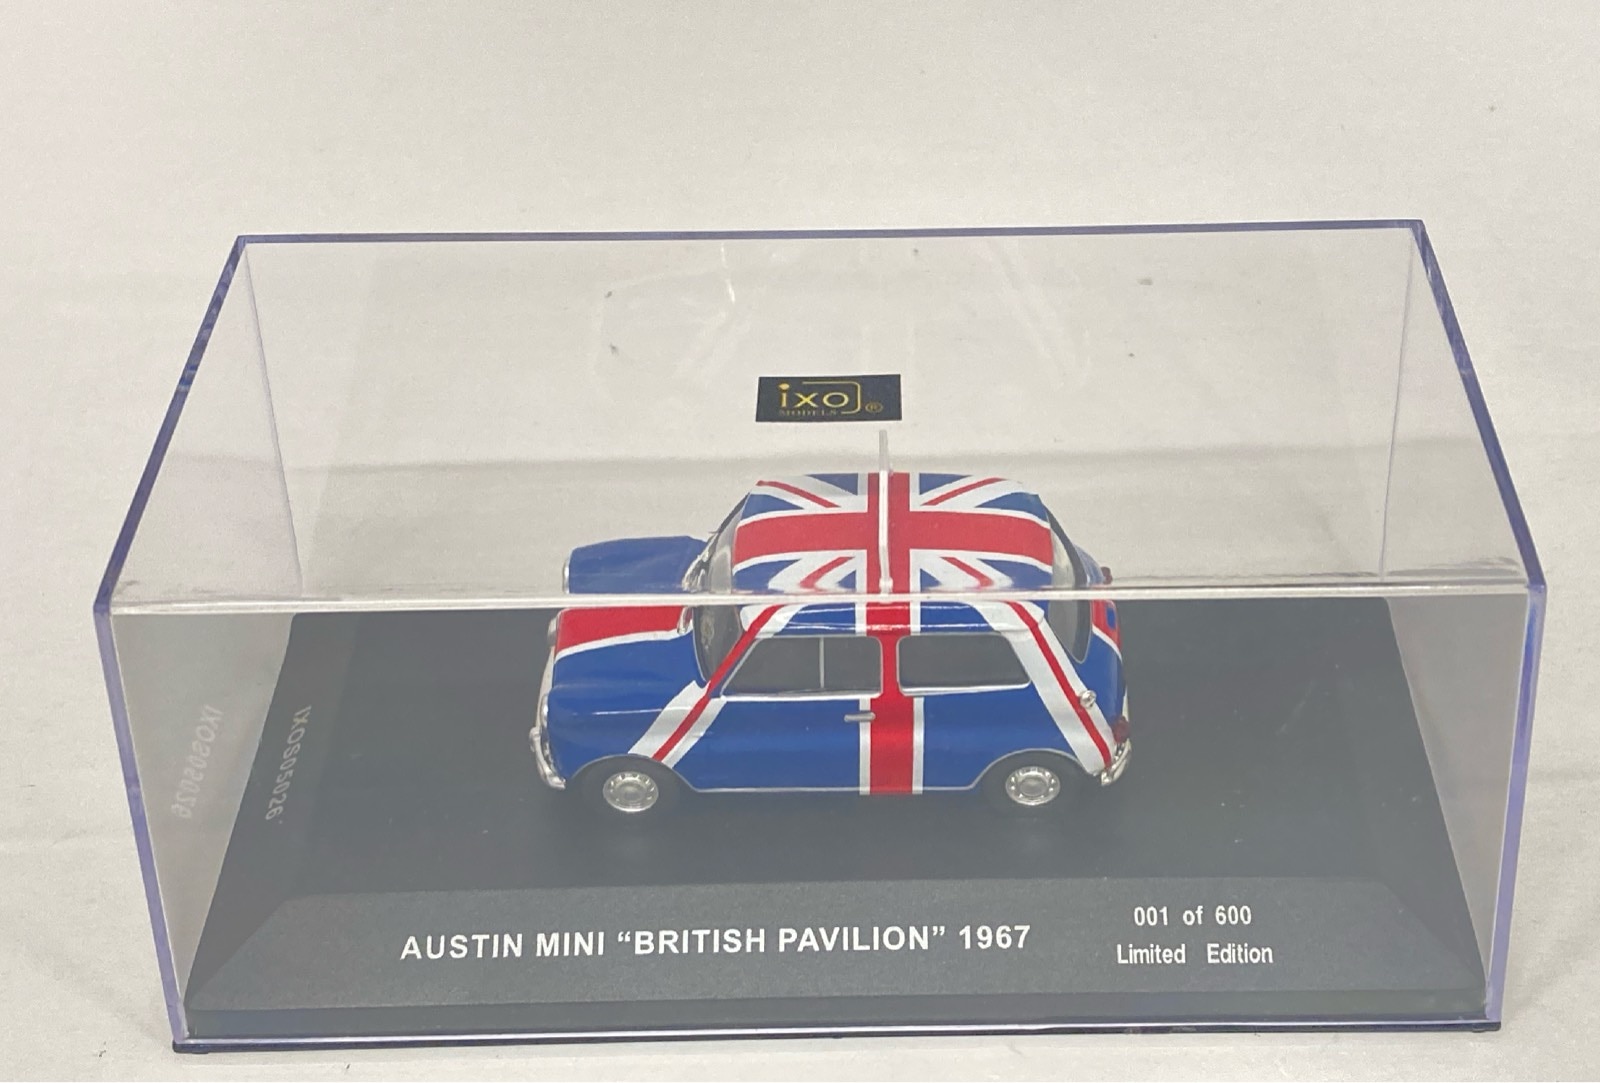 ixo ®
MODELS
IXOS05026
AUSTIN MINI “BRITISH PAVILION” 1967
001 of 600
Limited Edition